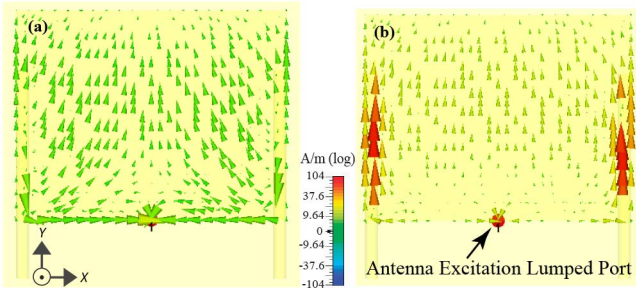 (a)
(b)
A/m (log)
104
37.6
9.64
0
-9.64
-37.6
-104
Y
X
Antenna Excitation Lumped Port